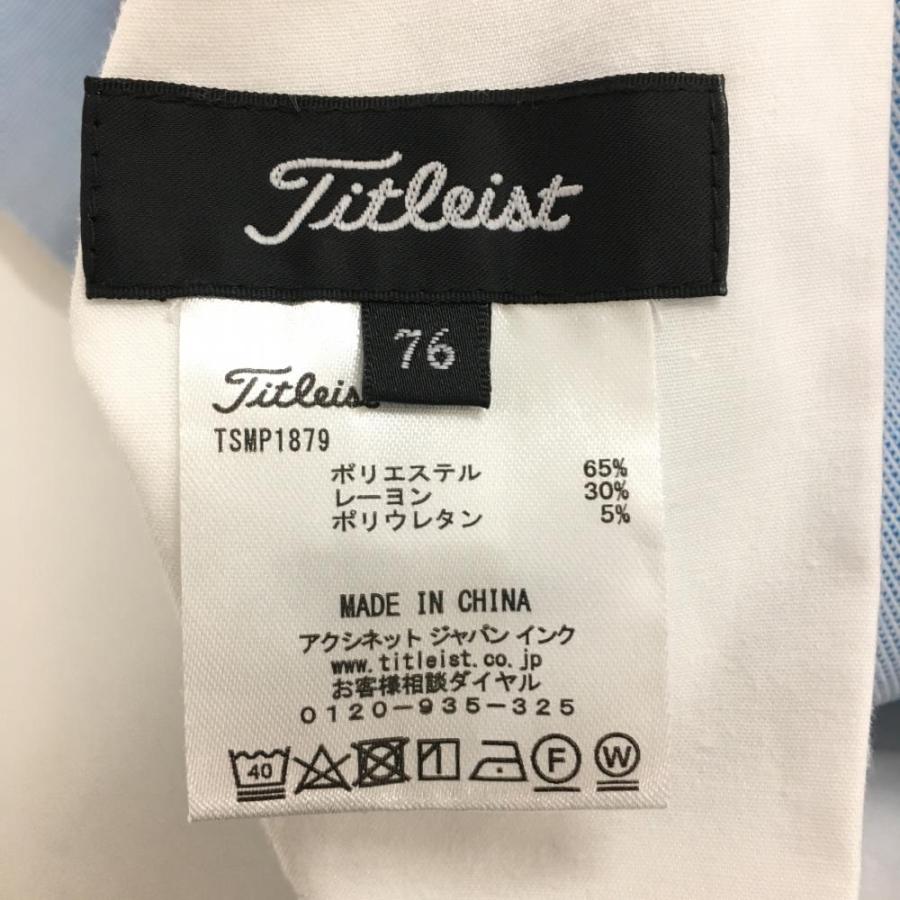 Titleist
76
Titleist
TSMP1879
ポリエステル 65%
レーヨン 30%
ポリウレタン 5%
MADE IN CHINA
アクシネット ジャパン インク
www.titleist.co.jp
お客様相談ダイヤル
0120-935-325
40 F W